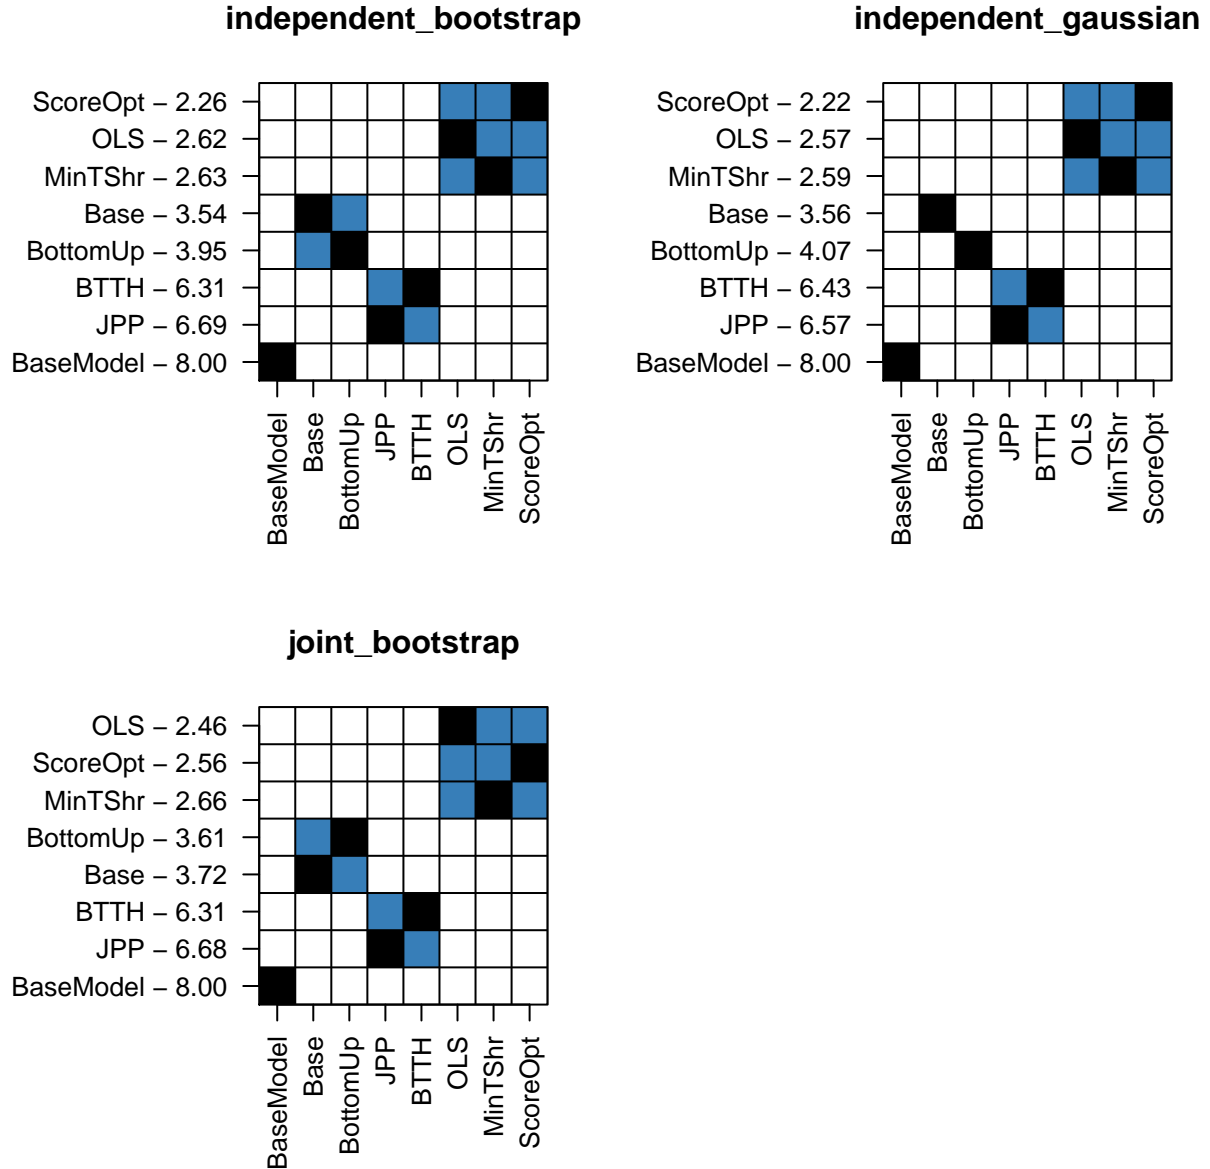 independent_bootstrap
ScoreOpt − 2.26
OLS − 2.62
MinTShr − 2.63
Base − 3.54
BottomUp − 3.95
BTTH − 6.31
JPP − 6.69
BaseModel − 8.00
BaseModel
Base
BottomUp
JPP
BTTH
OLS
MinTShr
ScoreOpt
independent_gaussian
ScoreOpt − 2.22
OLS − 2.57
MinTShr − 2.59
Base − 3.56
BottomUp − 4.07
BTTH − 6.43
JPP − 6.57
BaseModel − 8.00
BaseModel
Base
BottomUp
JPP
BTTH
OLS
MinTShr
ScoreOpt
joint_bootstrap
OLS − 2.46
ScoreOpt − 2.56
MinTShr − 2.66
BottomUp − 3.61
Base − 3.72
BTTH − 6.31
JPP − 6.68
BaseModel − 8.00
BaseModel
Base
BottomUp
JPP
BTTH
OLS
MinTShr
ScoreOpt